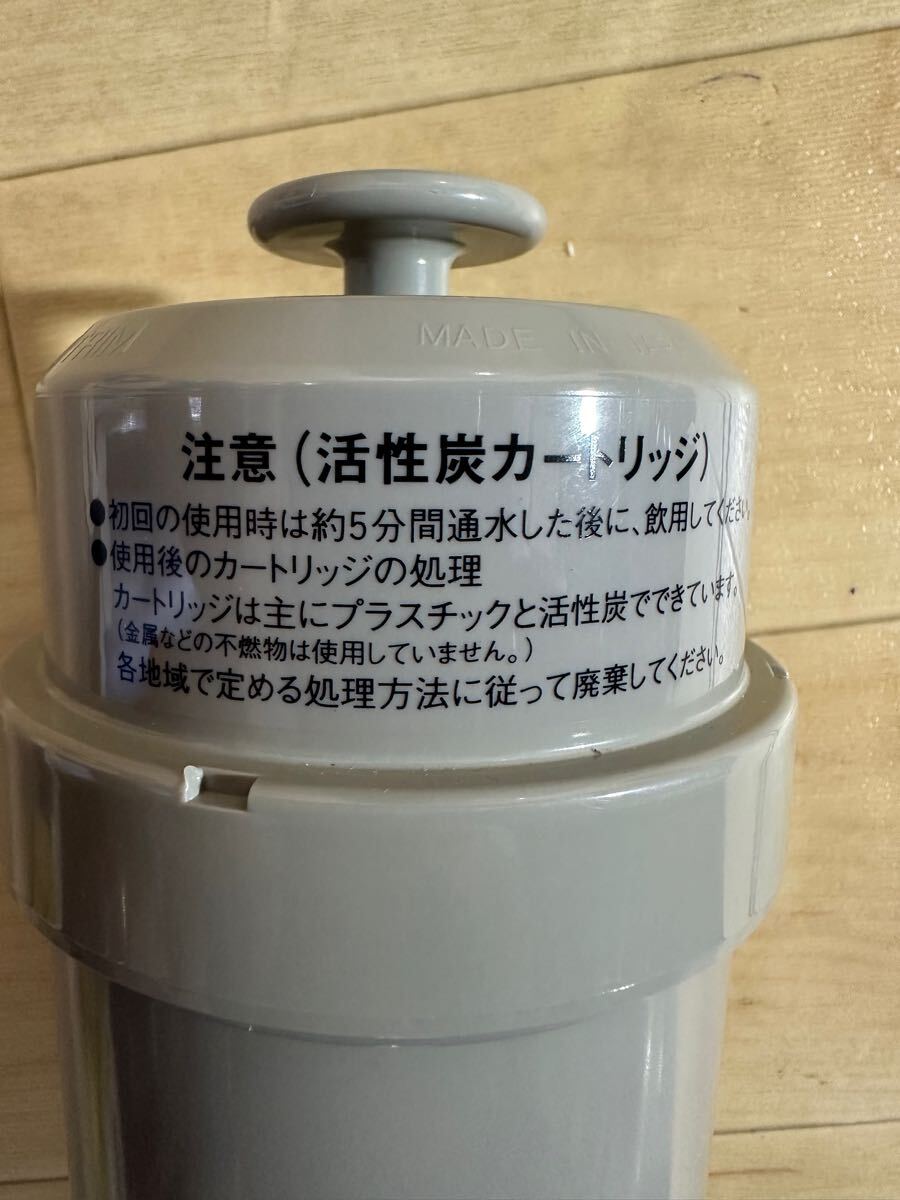 MADE IN
注意(活性炭カートリッジ)
●初回の使用時は約5分間通水した後に、飲用してください。
●使用後のカートリッジの処理
カートリッジは主にプラスチックと活性炭でできています。
(金属などの不燃物は使用していません。)
各地域で定める処理方法に従って廃棄してください。